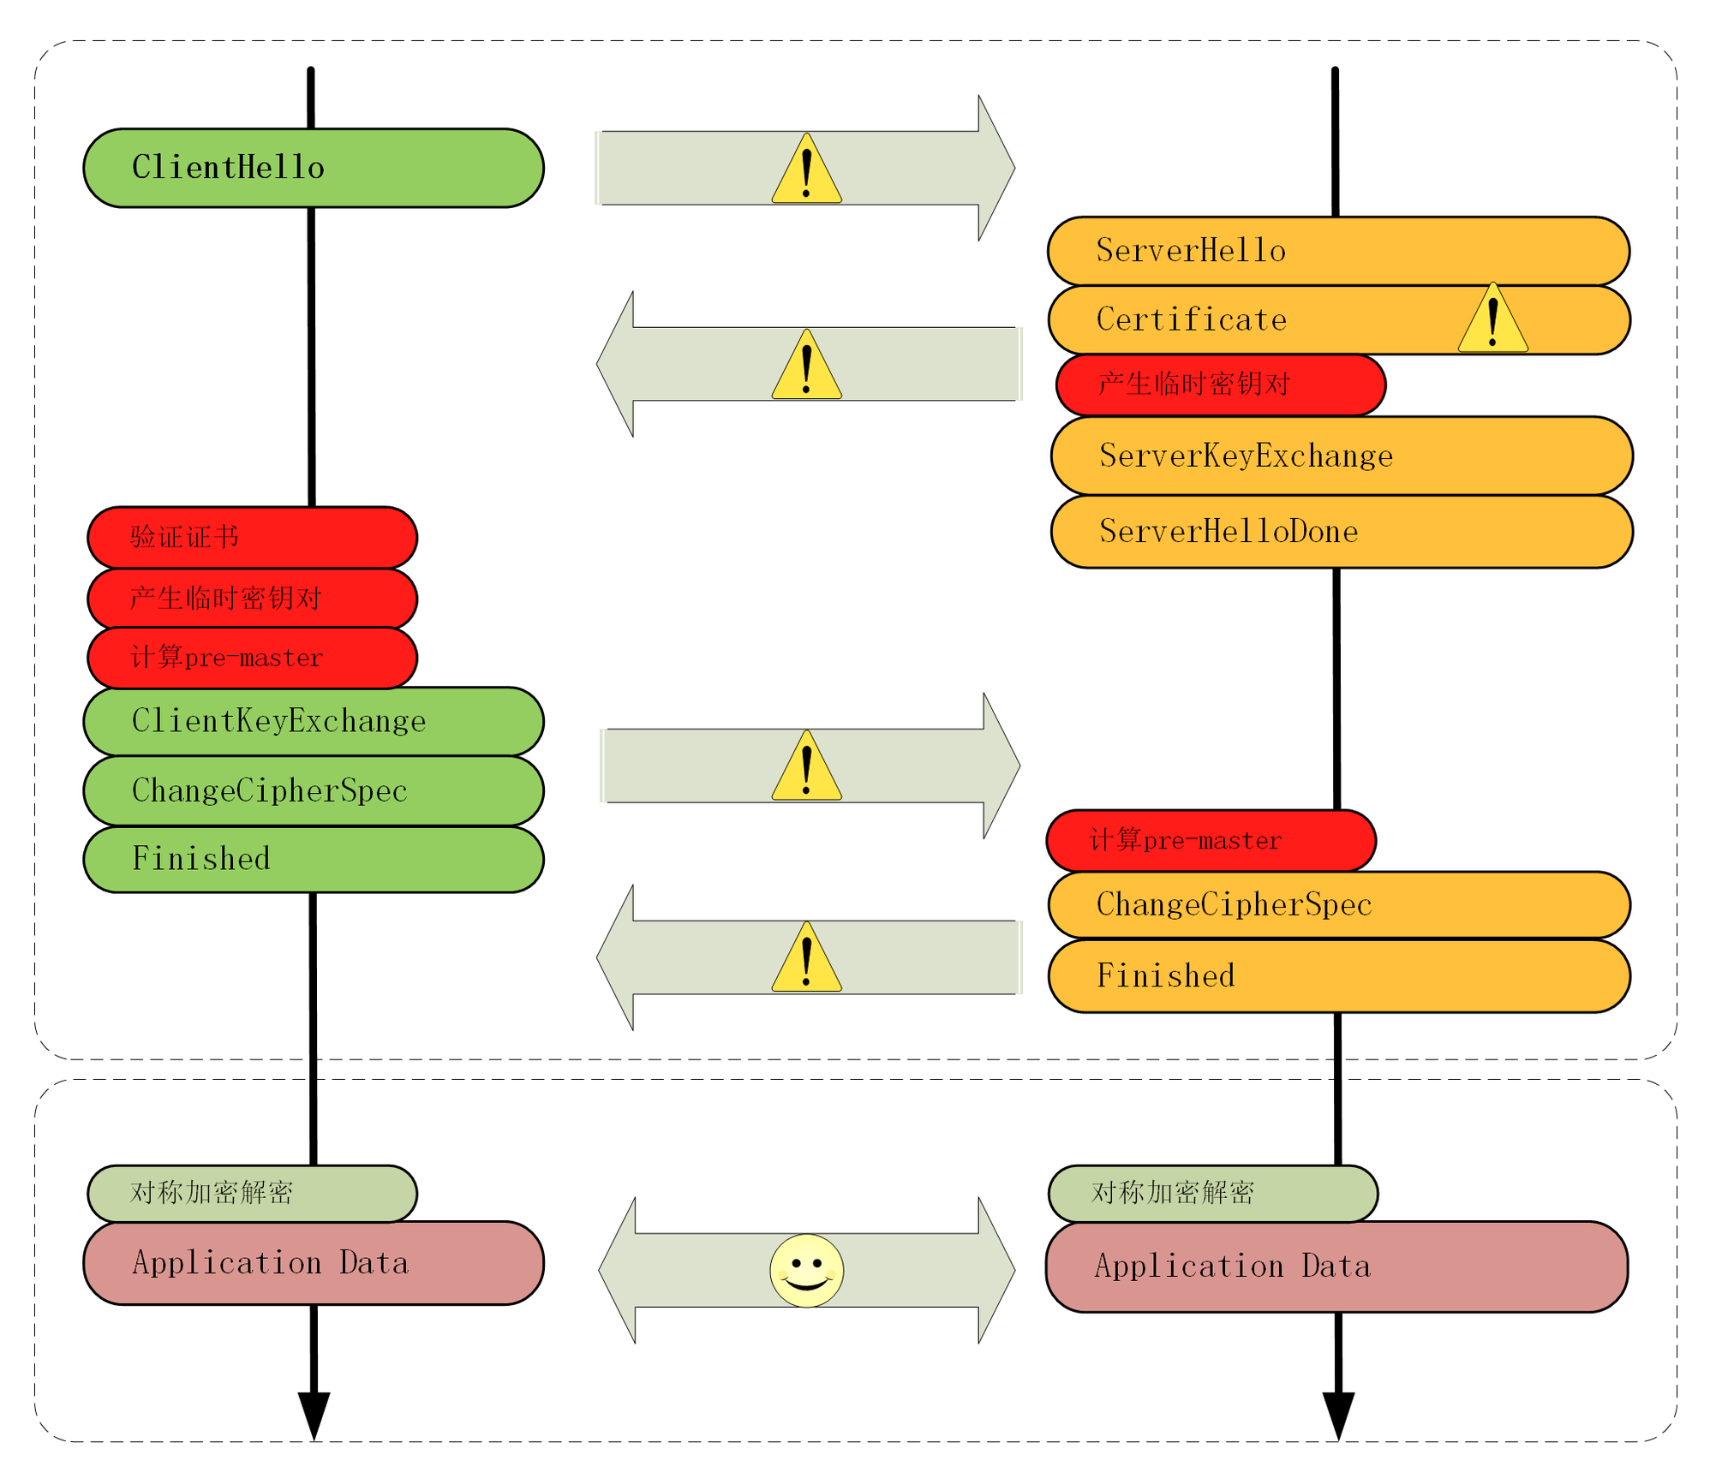 ClientHello
ServerHello
Certificate
产生临时密钥对
ServerKeyExchange
ServerHelloDone
验证证书
产生临时密钥对
计算pre-master
ClientKeyExchange
ChangeCipherSpec
Finished
计算pre-master
ChangeCipherSpec
Finished
对称加密解密
Application Data
对称加密解密
Application Data